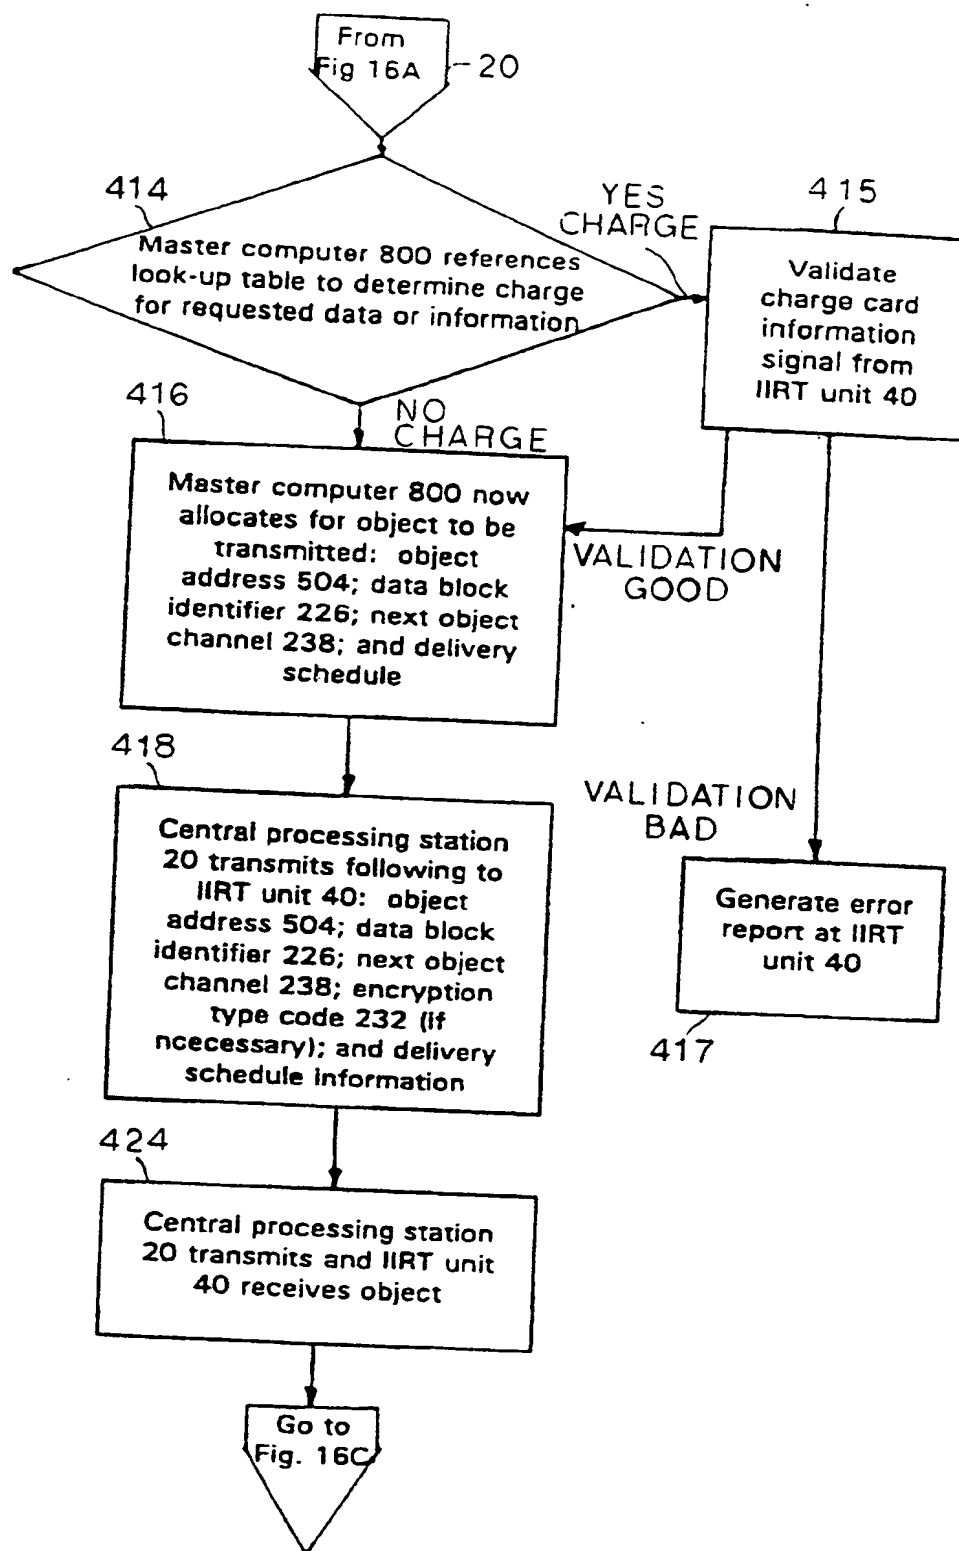 From
Fig 16A
20
414
Master computer 800 references
look-up table to determine charge
for requested data or information
YES
CHARGE
415
Validate
charge card
information
signal from
IIRT unit 40
416
NO
CHARGE
Master computer 800 now
allocates for object to be
transmitted: object
address 504; data block
identifier 226; next object
channel 238; and delivery
schedule
VALIDATION
GOOD
418
Central processing station
20 transmits following to
IIRT unit 40: object
address 504; data block
identifier 226; next object
channel 238; encryption
type code 232 (if
ncecessary); and delivery
schedule information
VALIDATION
BAD
Generate error
report at IIRT
unit 40
417
424
Central processing station
20 transmits and IIRT unit
40 receives object
Go to
Fig. 16C